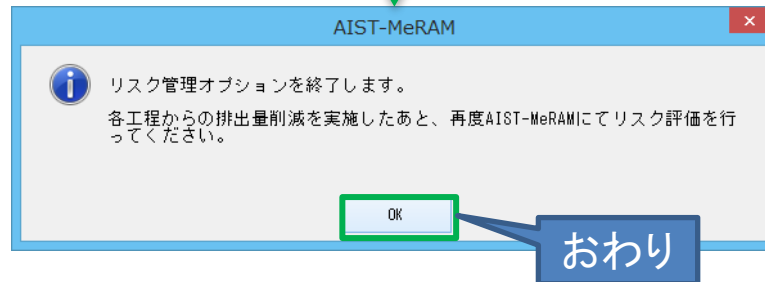 AIST-MeRAM
リスク管理オプションを終了します。
各工程からの排出量削減を実施したあと、再度AIST-MeRAMにてリスク評価を行
ってください。
OK
おわり